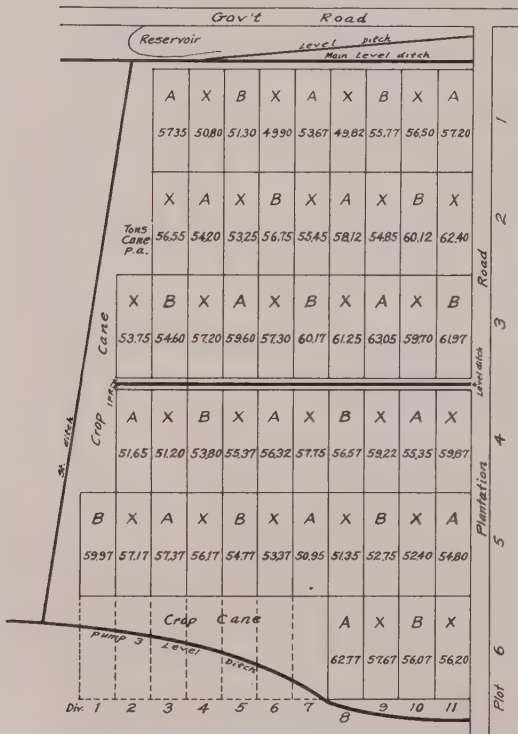 Gov't Road
Reservoir
Level Ditch
Main Level ditch
A X B X A X B X A
57.35 50.80 51.30 49.90 53.67 49.82 55.77 56.50 57.20
1
X A X B X A X B X
Tons Cane p.a.
56.55 54.20 53.25 56.75 55.45 58.12 54.85 60.12 62.40
2
Road
X B X A X B X A X B
53.75 54.60 57.20 59.60 57.30 60.17 61.25 63.05 59.70 61.97
3
Cane
Level ditch
Crop
A X B X A X B X A X
51.65 51.20 53.80 55.37 56.32 57.75 56.57 59.22 55.35 59.87
4
ditch
Plantation
B X A X B X A X B X A
59.97 57.17 57.37 56.17 54.77 53.37 50.95 51.35 52.75 52.40 54.80
5
Crop Cane
A X B X
62.77 57.67 56.07 56.20
6
Pump 3 Level Ditch
Div. 1 2 3 4 5 6 7 8 9 10 11
Plot